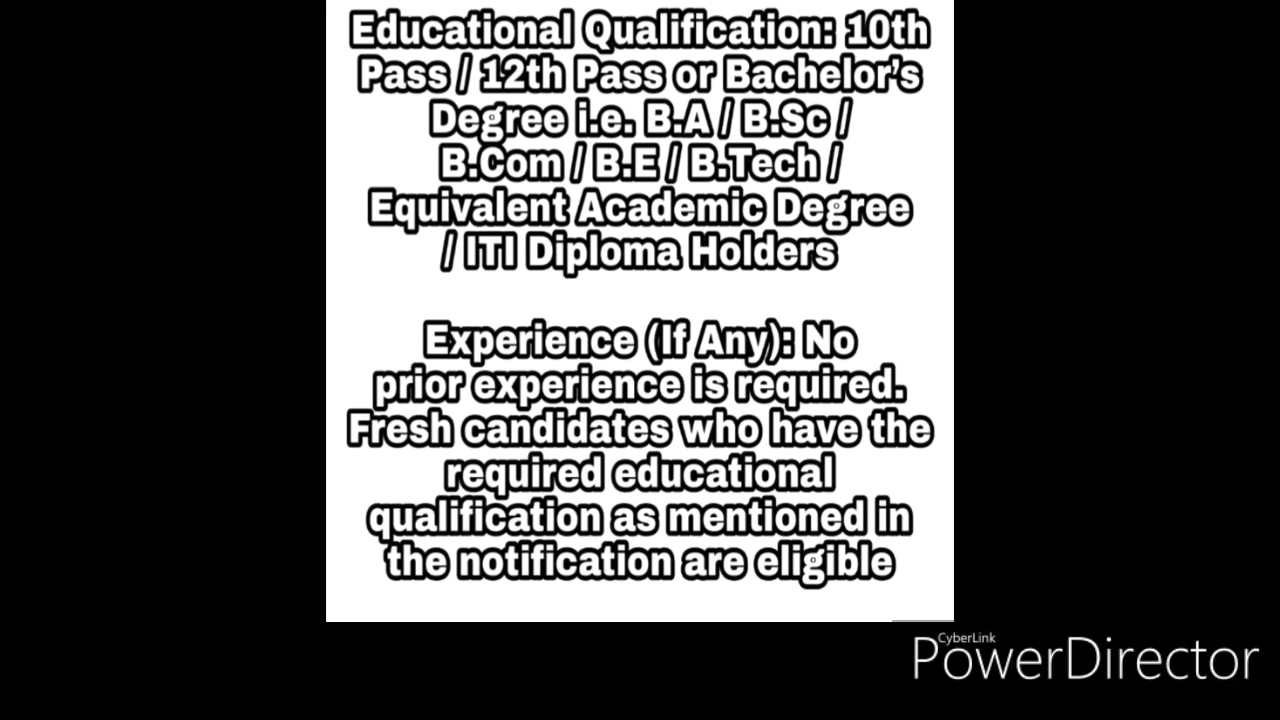 Educational Qualification: 10th
Pass / 12th Pass or Bachelor’s
Degree i.e. B.A / B.Sc /
B.Com / B.E / B.Tech /
Equivalent Academic Degree
/ ITI Diploma Holders
Experience (If Any): No
prior experience is required.
Fresh candidates who have the
required educational
qualification as mentioned in
the notification are eligible
CyberLink
PowerDirector